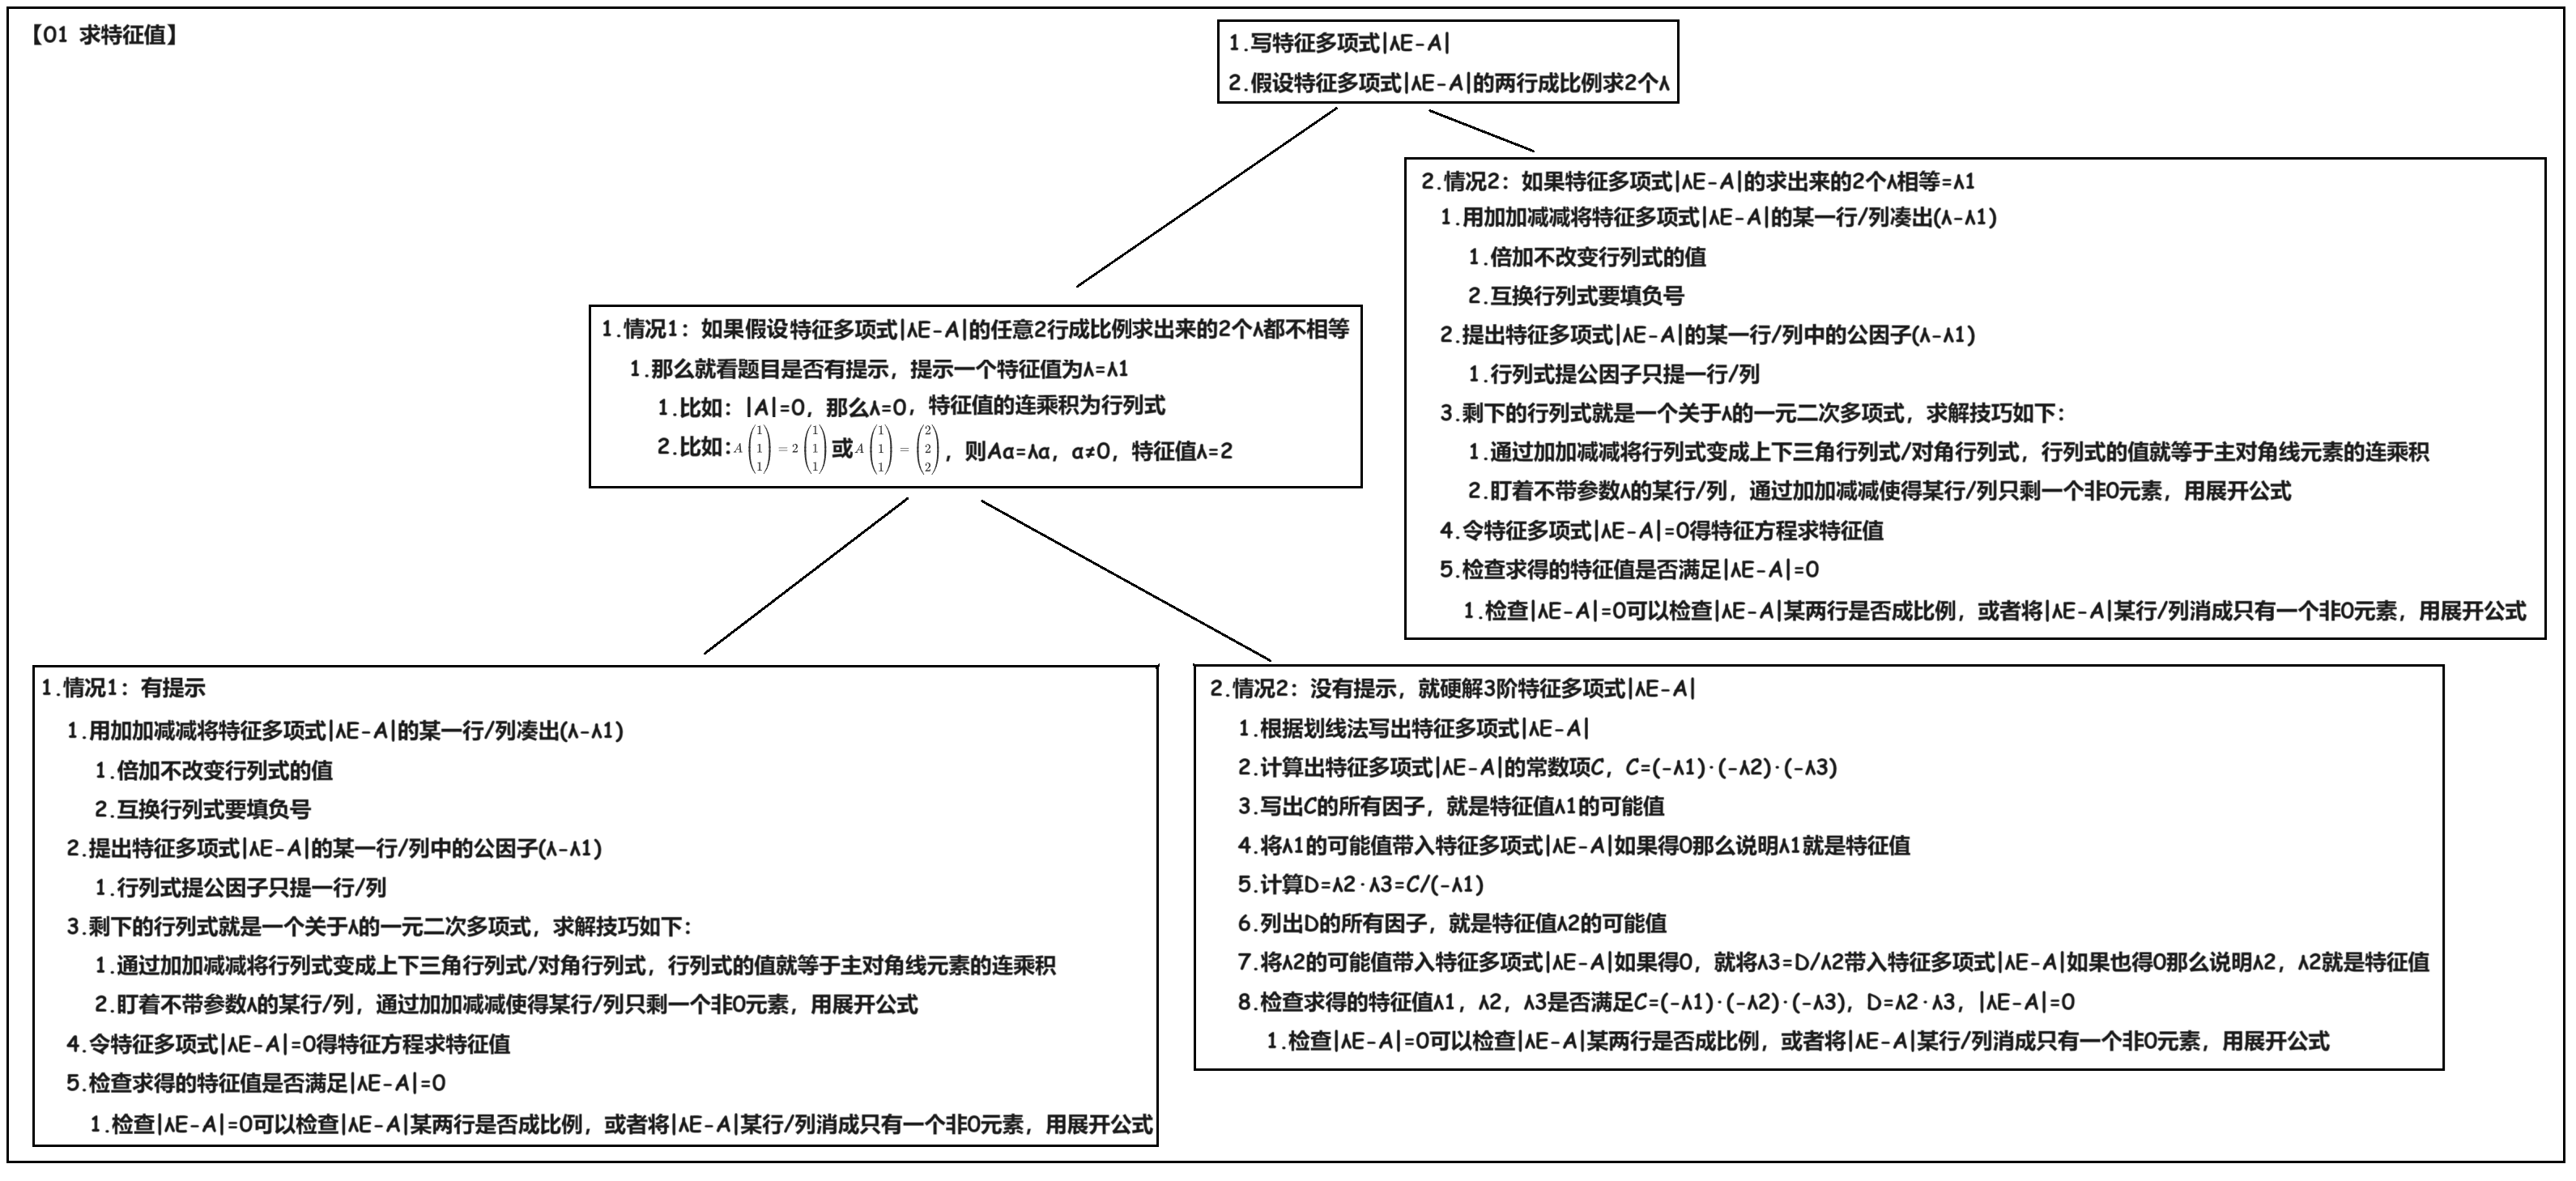 【01 求特征值】
1.写特征多项式|λE-A|
2.假设特征多项式|λE-A|的两行成比例求2个λ
2.情况2：如果特征多项式|λE-A|的求出来的2个λ相等=λ1
1.用加加减减将特征多项式|λE-A|的某一行/列凑出(λ-λ1)
1.倍加不改变行列式的值
2.互换行列式要填负号
2.提出特征多项式|λE-A|的某一行/列中的公因子(λ-λ1)
1.行列式提公因子只提一行/列
3.剩下的行列式就是一个关于λ的一元二次多项式，求解技巧如下：
1.通过加加减减将行列式变成上下三角行列式/对角行列式，行列式的值就等于主对角线元素的连乘积
2.盯着不带参数λ的某行/列，通过加加减减使得某行/列只剩一个非0元素，用展开公式
4.令特征多项式|λE-A|=0得特征方程求特征值
5.检查求得的特征值是否满足|λE-A|=0
1.检查|λE-A|=0可以检查|λE-A|某两行是否成比例，或者将|λE-A|某行/列消成只有一个非0元素，用展开公式
1.情况1：如果假设特征多项式|λE-A|的任意2行成比例求出来的2个λ都不相等
1.那么就看题目是否有提示，提示一个特征值为λ=λ1
1.比如：|A|=0，那么λ=0，特征值的连乘积为行列式
2.比如:A(1 1 1)=2(1 1 1)或A(1 1 1)=(2 2 2)，则Aα=λα，α≠0，特征值λ=2
1.情况1：有提示
1.用加加减减将特征多项式|λE-A|的某一行/列凑出(λ-λ1)
1.倍加不改变行列式的值
2.互换行列式要填负号
2.提出特征多项式|λE-A|的某一行/列中的公因子(λ-λ1)
1.行列式提公因子只提一行/列
3.剩下的行列式就是一个关于λ的一元二次多项式，求解技巧如下：
1.通过加加减减将行列式变成上下三角行列式/对角行列式，行列式的值就等于主对角线元素的连乘积
2.盯着不带参数λ的某行/列，通过加加减减使得某行/列只剩一个非0元素，用展开公式
4.令特征多项式|λE-A|=0得特征方程求特征值
5.检查求得的特征值是否满足|λE-A|=0
1.检查|λE-A|=0可以检查|λE-A|某两行是否成比例，或者将|λE-A|某行/列消成只有一个非0元素，用展开公式
2.情况2：没有提示，就硬解3阶特征多项式|λE-A|
1.根据划线法写出特征多项式|λE-A|
2.计算出特征多项式|λE-A|的常数项C，C=(-λ1)·(-λ2)·(-λ3)
3.写出C的所有因子，就是特征值λ1的可能值
4.将λ1的可能值带入特征多项式|λE-A|如果得0那么说明λ1就是特征值
5.计算D=λ2·λ3=C/(-λ1)
6.列出D的所有因子，就是特征值λ2的可能值
7.将λ2的可能值带入特征多项式|λE-A|如果得0，就将λ3=D/λ2带入特征多项式|λE-A|如果也得0那么说明λ2，λ2就是特征值
8.检查求得的特征值λ1，λ2，λ3是否满足C=(-λ1)·(-λ2)·(-λ3)，D=λ2·λ3，|λE-A|=0
1.检查|λE-A|=0可以检查|λE-A|某两行是否成比例，或者将|λE-A|某行/列消成只有一个非0元素，用展开公式